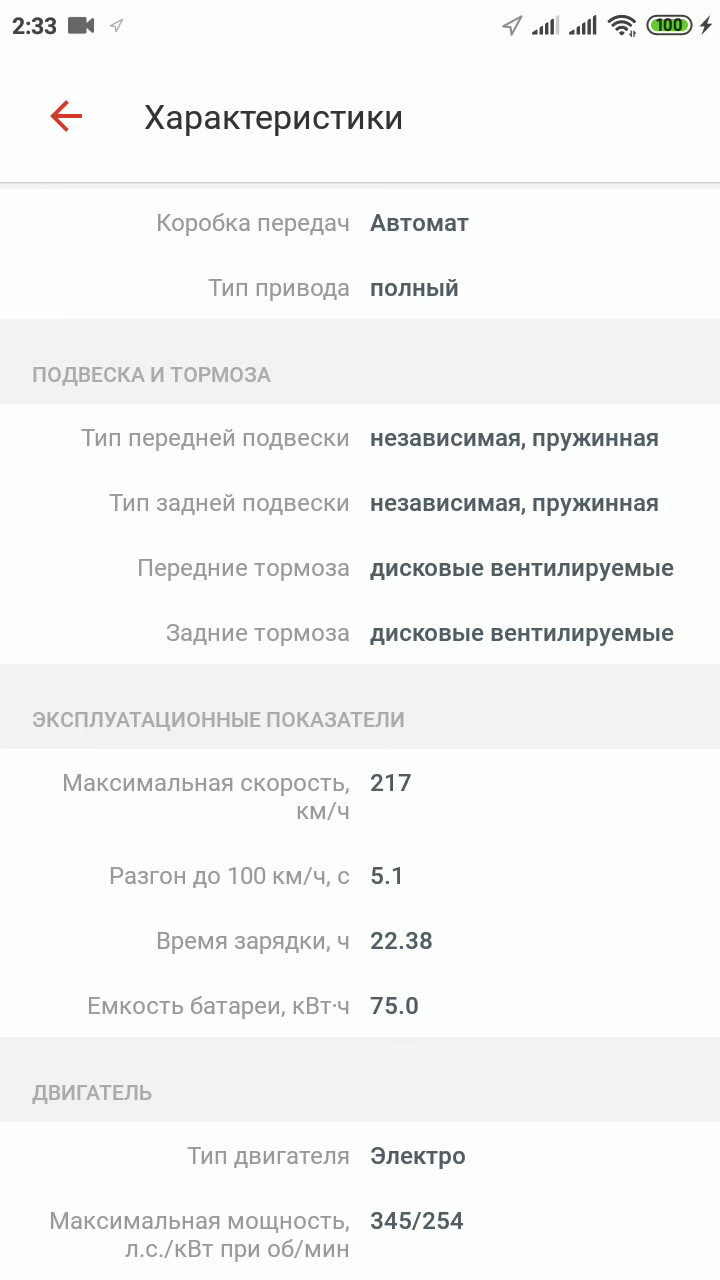 2:33
100
Характеристики
Коробка передач Автомат
Тип привода полный
ПОДВЕСКА И ТОРМОЗА
Тип передней подвески независимая, пружинная
Тип задней подвески независимая, пружинная
Передние тормоза дисковые вентилируемые
Задние тормоза дисковые вентилируемые
ЭКСПЛУАТАЦИОННЫЕ ПОКАЗАТЕЛИ
Максимальная скорость, 217
км/ч
Разгон до 100 км/ч, с 5.1
Время зарядки, ч 22.38
Емкость батареи, кВт⋅ч 75.0
ДВИГАТЕЛЬ
Тип двигателя Электро
Максимальная мощность, 345/254
л.с./кВт при об/мин